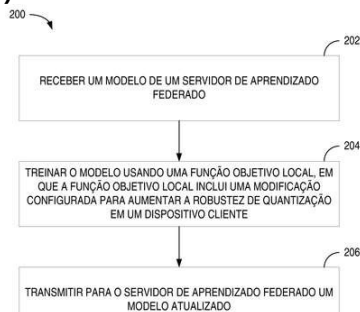 200
202
RECEBER UM MODELO DE UM SERVIDOR DE APRENDIZADO
FEDERADO
204
TREINAR O MODELO USANDO UMA FUNÇÃO OBJETIVO LOCAL, EM
QUE A FUNÇÃO OBJETIVO LOCAL INCLUI UMA MODIFICAÇÃO
CONFIGURADA PARA AUMENTAR A ROBUSTEZ DE QUANTIZAÇÃO
EM UM DISPOSITIVO CLIENTE
206
TRANSMITIR PARA O SERVIDOR DE APRENDIZADO FEDERADO UM
MODELO ATUALIZADO